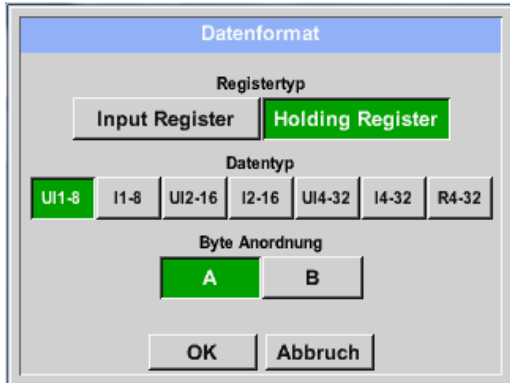 Datenformat
Registertyp
Input Register Holding Register
Datentyp
UI1-8 I1-8 UI2-16 I2-16 UI4-32 I4-32 R4-32
Byte Anordnung
A B
OK Abbruch